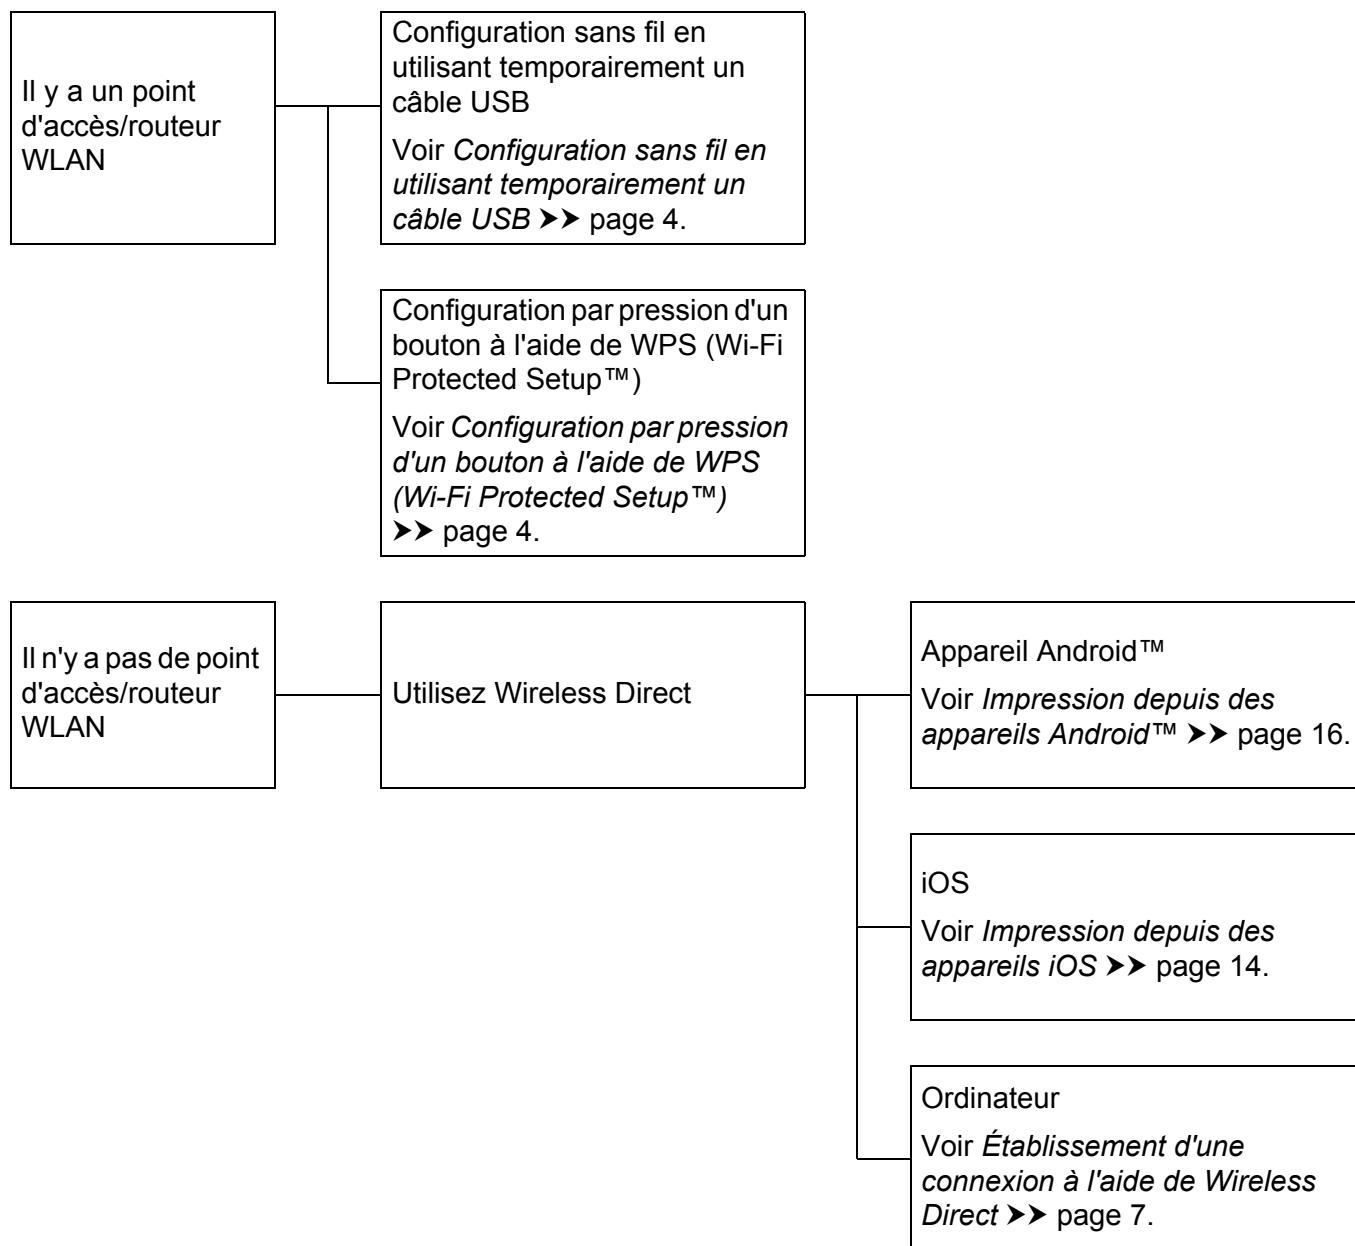 Il y a un point
d'accès/routeur
WLAN
Configuration sans fil en
utilisant temporairement un
câble USB
Voir Configuration sans fil en
utilisant temporairement un
câble USB ➤➤ page 4.
Configuration par pression d'un
bouton à l'aide de WPS (Wi-Fi
Protected Setup™)
Voir Configuration par pression
d'un bouton à l'aide de WPS
(Wi-Fi Protected Setup™)
➤➤ page 4.
Il n'y a pas de point
d'accès/routeur
WLAN
Utilisez Wireless Direct
Appareil Android™
Voir Impression depuis des
appareils Android™ ➤➤ page 16.
iOS
Voir Impression depuis des
appareils iOS ➤➤ page 14.
Ordinateur
Voir Établissement d'une
connexion à l'aide de Wireless
Direct ➤➤ page 7.